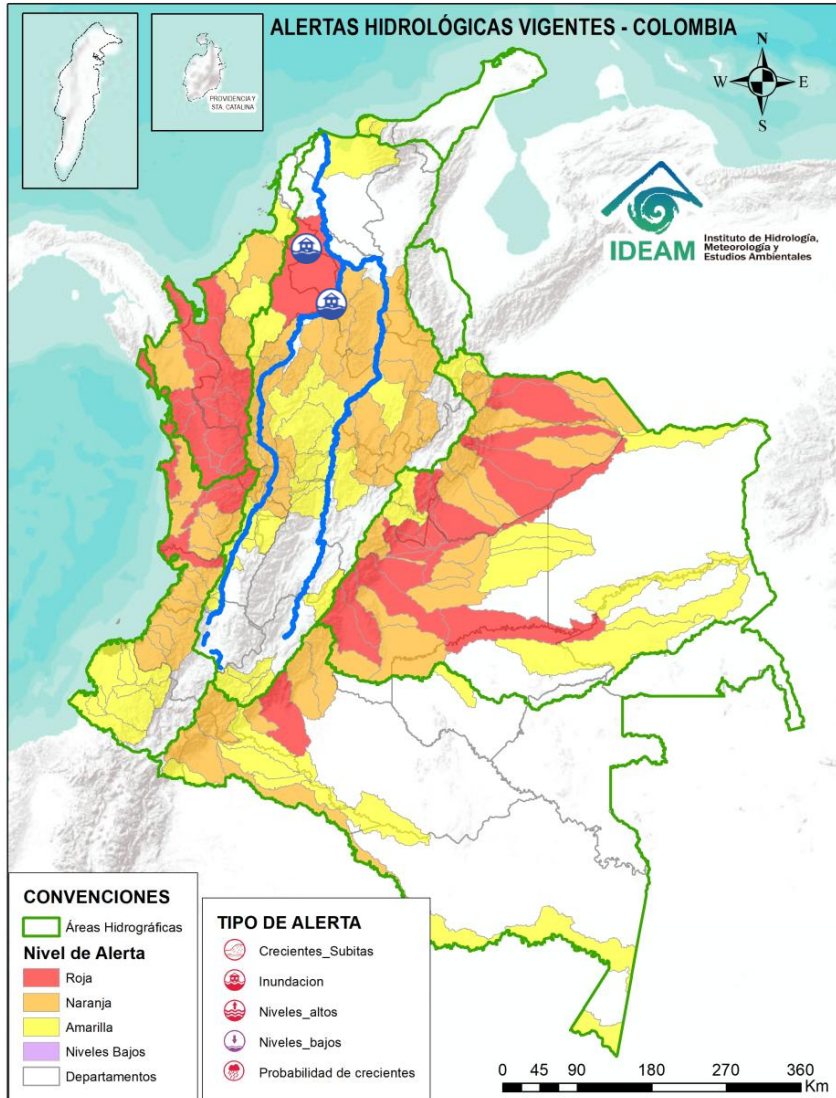 ALERTAS HIDROLÓGICAS VIGENTES - COLOMBIA
PROVIDENCIA Y
STA. CATALINA
N
W
E
S
IDEAM
Instituto de Hidrología,
Meteorología y
Estudios Ambientales
CONVENCIONES
Áreas Hidrográficas
Nivel de Alerta
Roja
Naranja
Amarilla
Niveles Bajos
Departamentos
TIPO DE ALERTA
Crecientes_Subitas
Inundacion
Niveles_altos
Niveles_bajos
Probabilidad de crecientes
0 45 90 180 270 360
Km